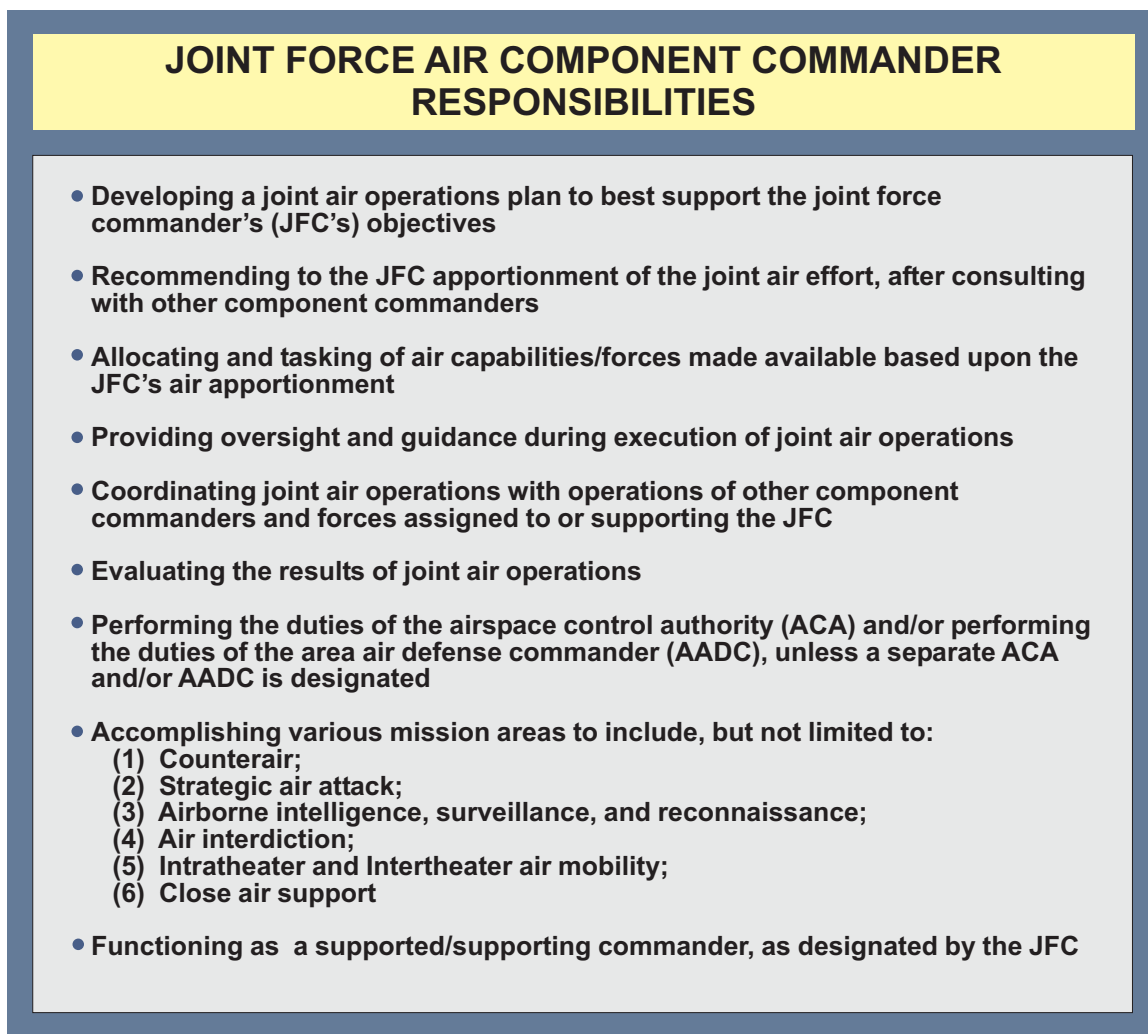 JOINT FORCE AIR COMPONENT COMMANDER
RESPONSIBILITIES
• Developing a joint air operations plan to best support the joint force
commander's (JFC's) objectives
• Recommending to the JFC apportionment of the joint air effort, after consulting
with other component commanders
• Allocating and tasking of air capabilities/forces made available based upon the
JFC's air apportionment
• Providing oversight and guidance during execution of joint air operations
• Coordinating joint air operations with operations of other component
commanders and forces assigned to or supporting the JFC
• Evaluating the results of joint air operations
• Performing the duties of the airspace control authority (ACA) and/or performing
the duties of the area air defense commander (AADC), unless a separate ACA
and/or AADC is designated
• Accomplishing various mission areas to include, but not limited to:
(1) Counterair;
(2) Strategic air attack;
(3) Airborne intelligence, surveillance, and reconnaissance;
(4) Air interdiction;
(5) Intratheater and Intertheater air mobility;
(6) Close air support
• Functioning as a supported/supporting commander, as designated by the JFC